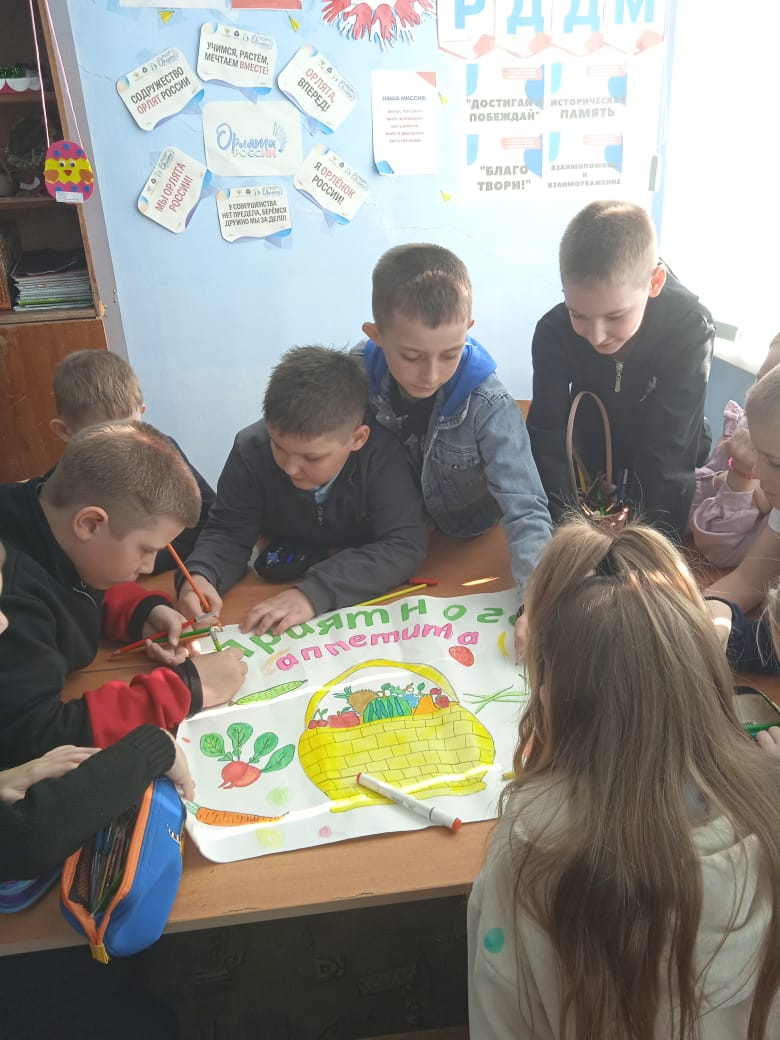 РДДМ
УЧИМСЯ, РАСТЁМ,
МЕЧТАЕМ ВМЕСТЕ!
СОДРУЖЕСТВО
ОРЛЯТ РОССИИ
ОРЛЯТА,
ВПЕРЁД!
Орлята
РОССИИ
МЫ ОРЛЯТА
РОССИИ!
Я ОРЛЁНОК
РОССИИ!
У СОВЕРШЕНСТВА
НЕТ ПРЕДЕЛА, БЕРЁМСЯ
ДРУЖНО МЫ ЗА ДЕЛО!
НАША МИССИЯ:
"ДОСТИГАЙ И
ПОБЕЖДАЙ"
ИСТОРИЧЕСКАЯ
ПАМЯТЬ
"БЛАГО
ТВОРИ!"
ВЗАИМОПОМОЩЬ
И
ВЗАИМОУВАЖЕНИЕ
Приятного
аппетита